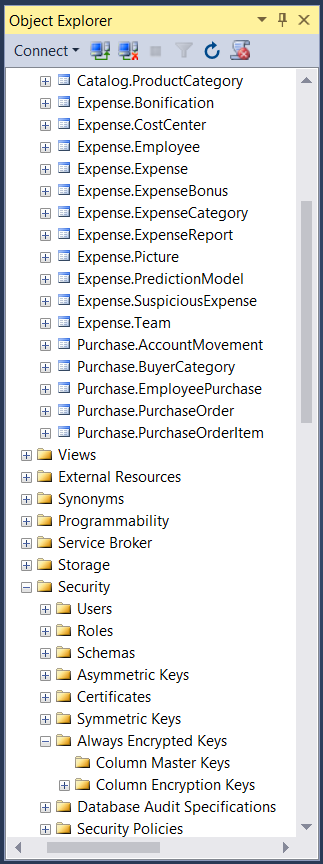 Object Explorer
Connect
Catalog.ProductCategory
Expense.Bonification
Expense.CostCenter
Expense.Employee
Expense.Expense
Expense.ExpenseBonus
Expense.ExpenseCategory
Expense.ExpenseReport
Expense.Picture
Expense.PredictionModel
Expense.SuspiciousExpense
Expense.Team
Purchase.AccountMovement
Purchase.BuyerCategory
Purchase.EmployeePurchase
Purchase.PurchaseOrder
Purchase.PurchaseOrderItem
Views
External Resources
Synonyms
Programmability
Service Broker
Storage
Security
Users
Roles
Schemas
Asymmetric Keys
Certificates
Symmetric Keys
Always Encrypted Keys
Column Master Keys
Column Encryption Keys
Database Audit Specifications
Security Policies